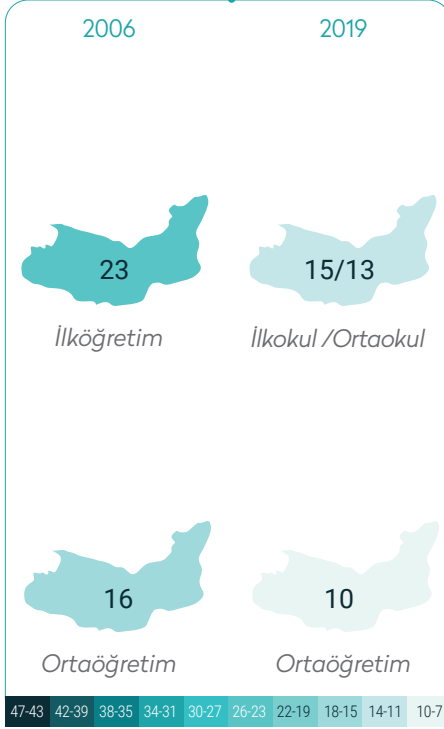 2006 2019
23 15/13
İlköğretim İlkokul /Ortaokul
16 10
Ortaöğretim Ortaöğretim
47-43 42-39 38-35 34-31 30-27 26-23 22-19 18-15 14-11 10-7